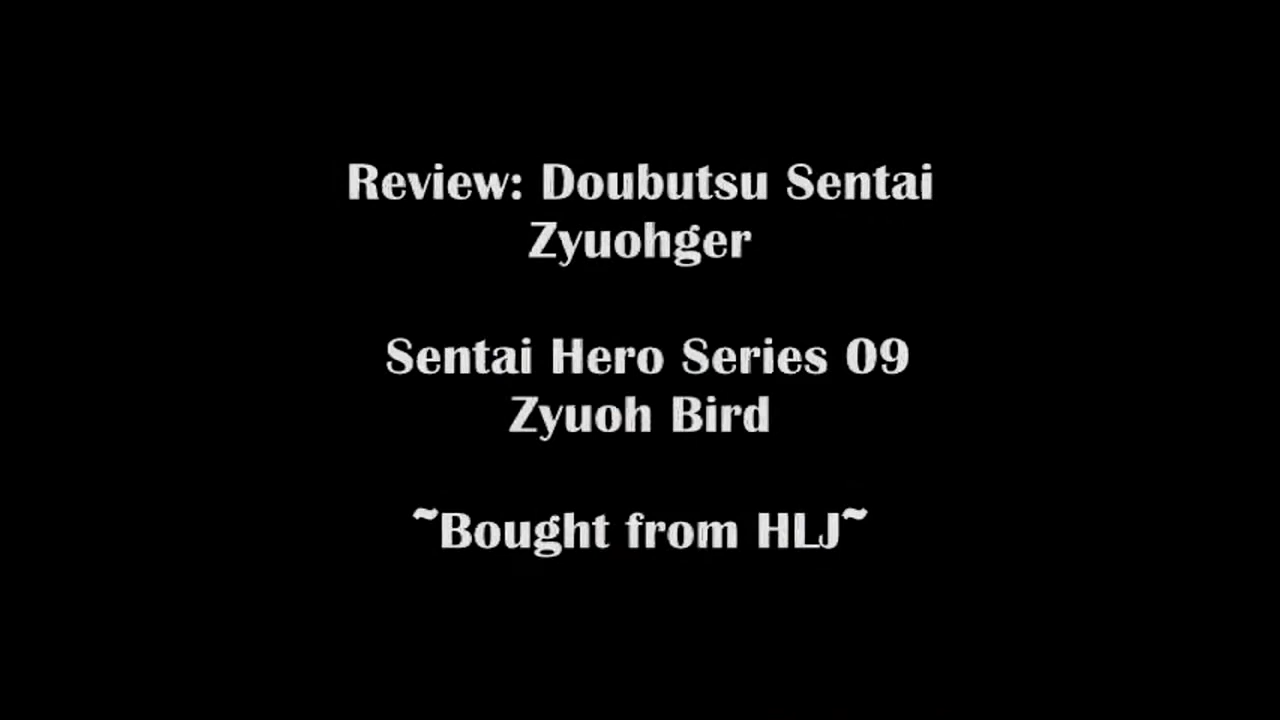 Review: Doubutsu Sentai
Zyuohger
Sentai Hero Series 09
Zyuoh Bird
~Bought from HLJ~